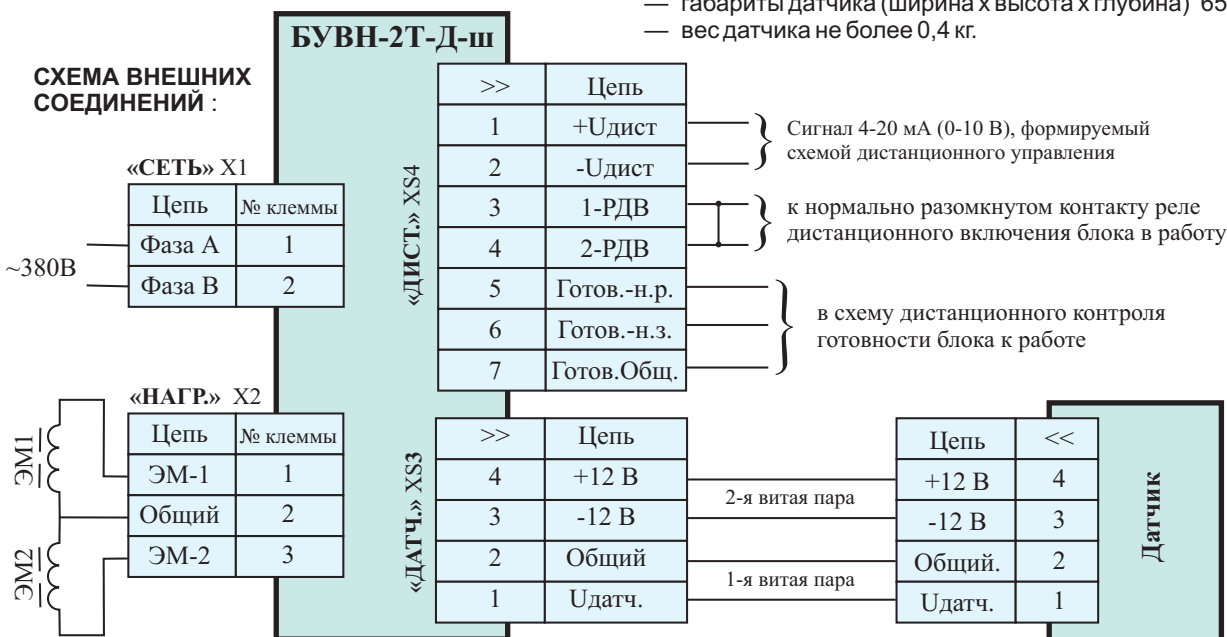 — габариты датчика (ширина х высота х глубина) 65
— вес датчика не более 0,4 кг.
БУВН-2Т-Д-ш
СХЕМА ВНЕШНИХ
СОЕДИНЕНИЙ :
«СЕТЬ» X1
Цепь № клеммы
Фаза А 1
Фаза В 2
~380В
«ДИСТ.» XS4
>> Цепь
1 +Uдист
2 -Uдист
3 1-РДВ
4 2-РДВ
5 Готов.-н.р.
6 Готов.-н.з.
7 Готов.Общ.
Сигнал 4-20 мА (0-10 В), формируемый
схемой дистанционного управления
к нормально разомкнутом контакту реле
дистанционного включения блока в работу
в схему дистанционного контроля
готовности блока к работе
«НАГР.» X2
Цепь № клеммы
ЭМ-1 1
Общий 2
ЭМ-2 3
ЭМ1
ЭМ2
«ДАТЧ.» XS3
>> Цепь
4 +12 В
3 -12 В
2 Общий
1 Uдатч.
2-я витая пара
1-я витая пара
Цепь <<
+12 В 4
-12 В 3
Общий. 2
Uдатч. 1
Датчик